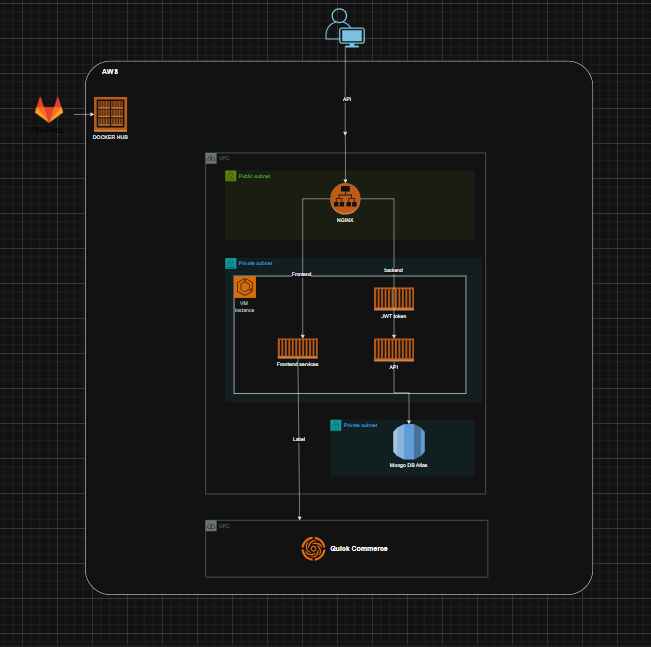 AWS
API
DOCKER HUB
VPC
Public subnet
NGINX
Private subnet
Frontend
backend
VM
instance
JWT token
Frontend services
API
Private subnet
Label
Mongo DB Atlas
VPC
Quick Commerce